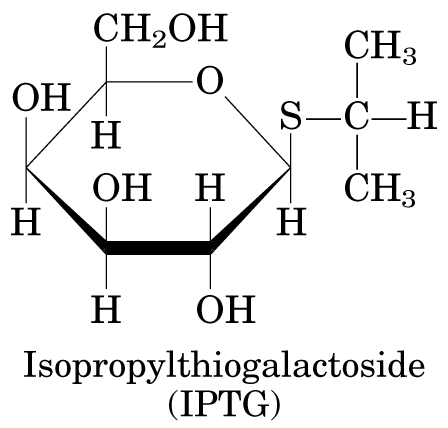 CH₂OH
CH₃
OH
O
S
C
H
H
OH
H
CH₃
H
H
H
OH
Isopropylthiogalactoside
(IPTG)